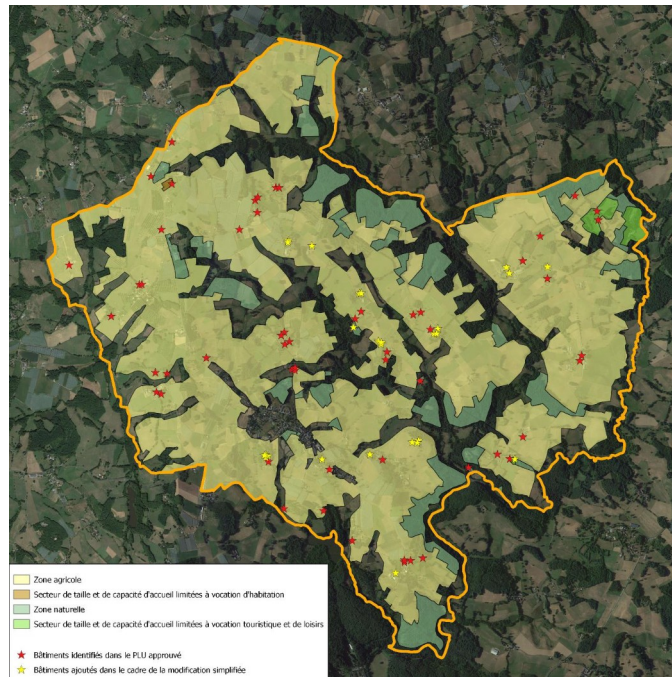 Zone agricole
Secteur de taille et de capacité d'accueil limitées à vocation d'habitation
Zone naturelle
Secteur de taille et de capacité d'accueil limitées à vocation touristique et de loisirs
Bâtiments identifiés dans le PLU approuvé
Bâtiments ajoutés dans le cadre de la modification simplifiée